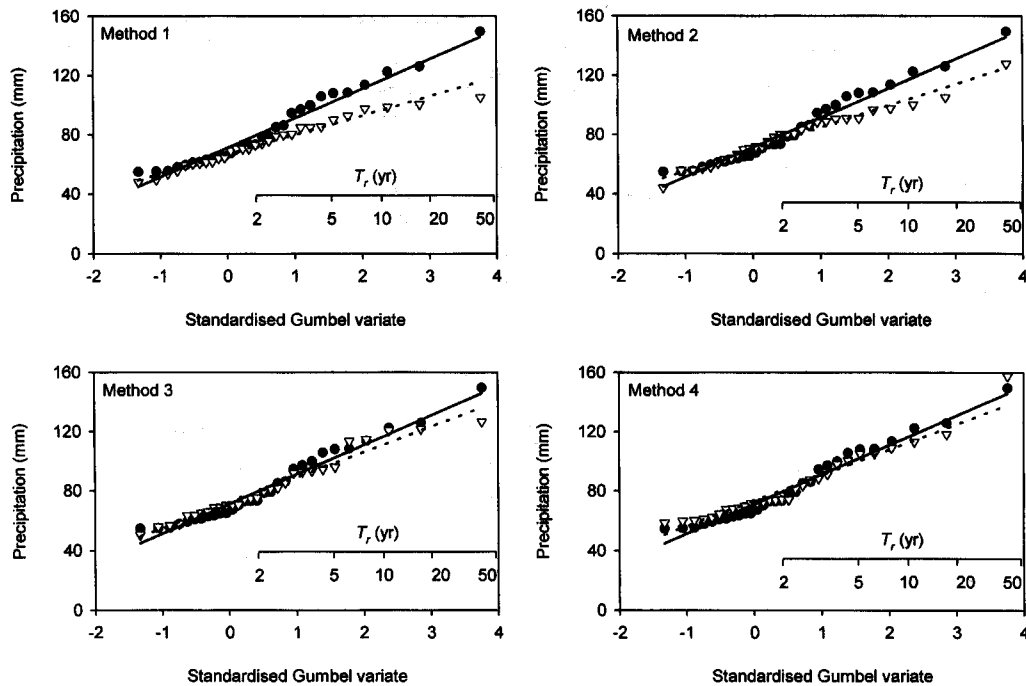 Method 1
Precipitation (mm)
160
120
80
40
0
T_r (yr)
2 5 10 20 50
-2 -1 0 1 2 3 4
Standardised Gumbel variate
Method 2
Precipitation (mm)
160
120
80
40
0
T_r (yr)
2 5 10 20 50
-2 -1 0 1 2 3 4
Standardised Gumbel variate
Method 3
Precipitation (mm)
160
120
80
40
0
T_r (yr)
2 5 10 20 50
-2 -1 0 1 2 3 4
Standardised Gumbel variate
Method 4
Precipitation (mm)
160
120
80
40
0
T_r (yr)
2 5 10 20 50
-2 -1 0 1 2 3 4
Standardised Gumbel variate